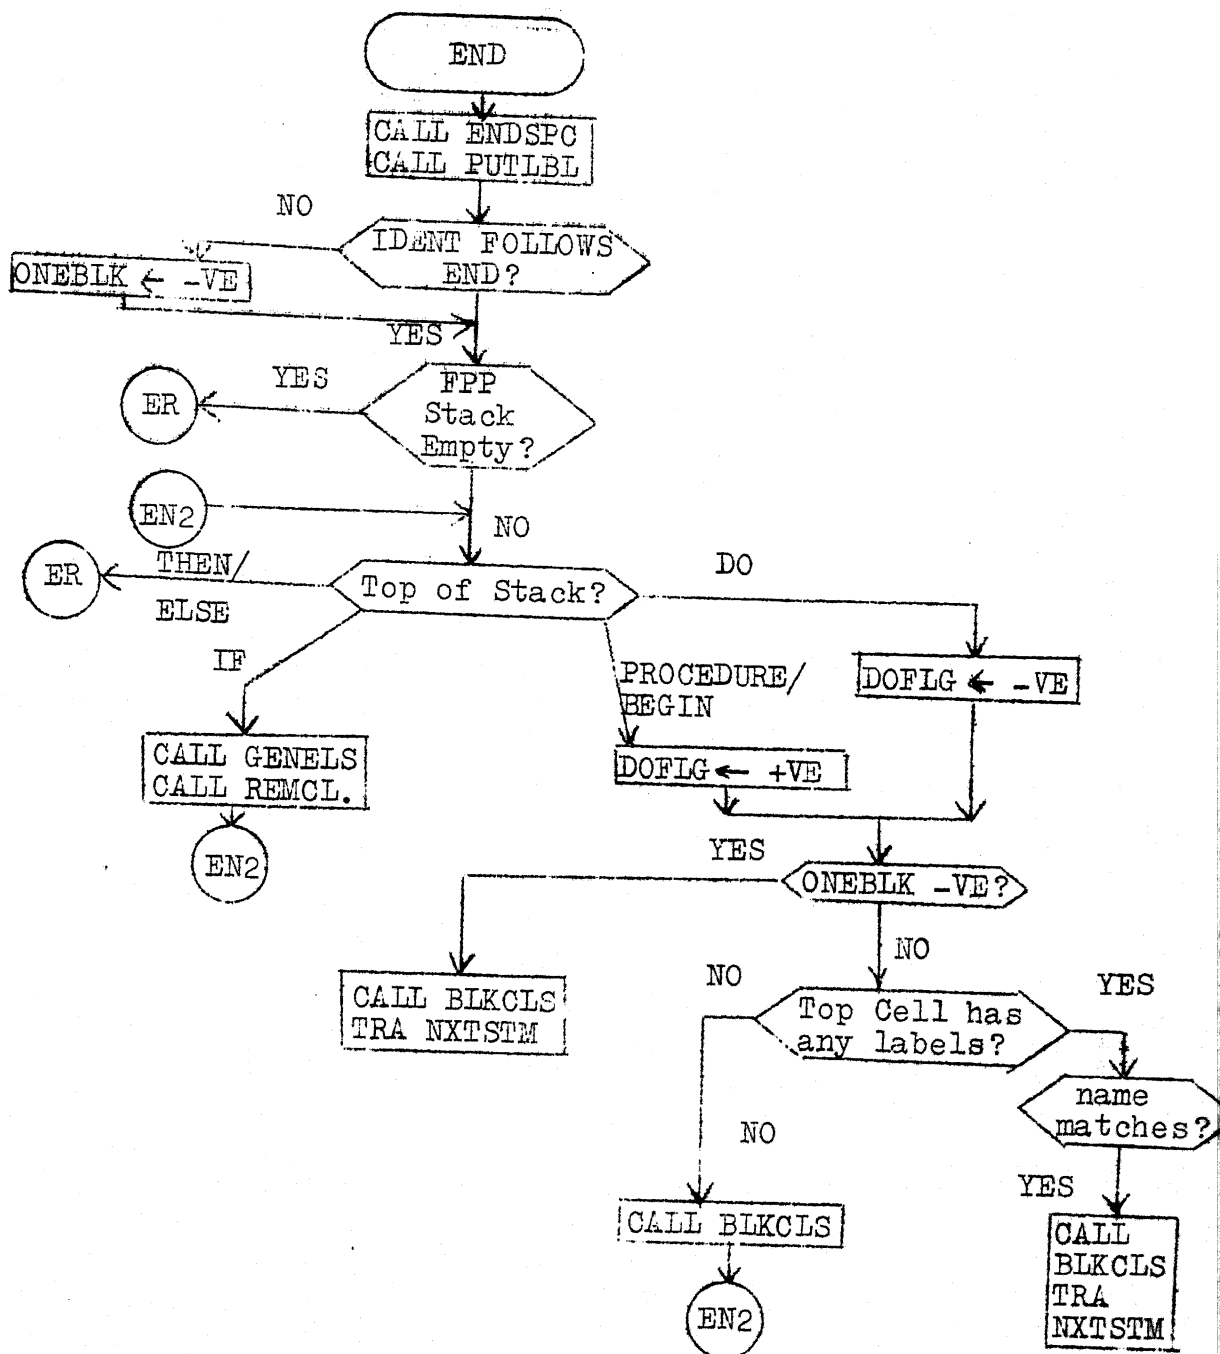 END
CALL ENDSPC
CALL PUTLBL
NO
IDENT FOLLOWS
END?
ONEBLK ← -VE
YES
YES
FPP
Stack
Empty?
ER
EN2
NO
ER
THEN/
ELSE
Top of Stack?
DO
IF
PROCEDURE/
BEGIN
DOFLG ← -VE
CALL GENELS
CALL REMCL.
DOFLG ← +VE
EN2
YES
ONEBLK -VE?
NO
NO
YES
CALL BLKCLS
TRA NXTSTM
Top Cell has
any labels?
name
matches?
NO
YES
CALL BLKCLS
CALL
BLKCLS
TRA
NXTSTM
EN2